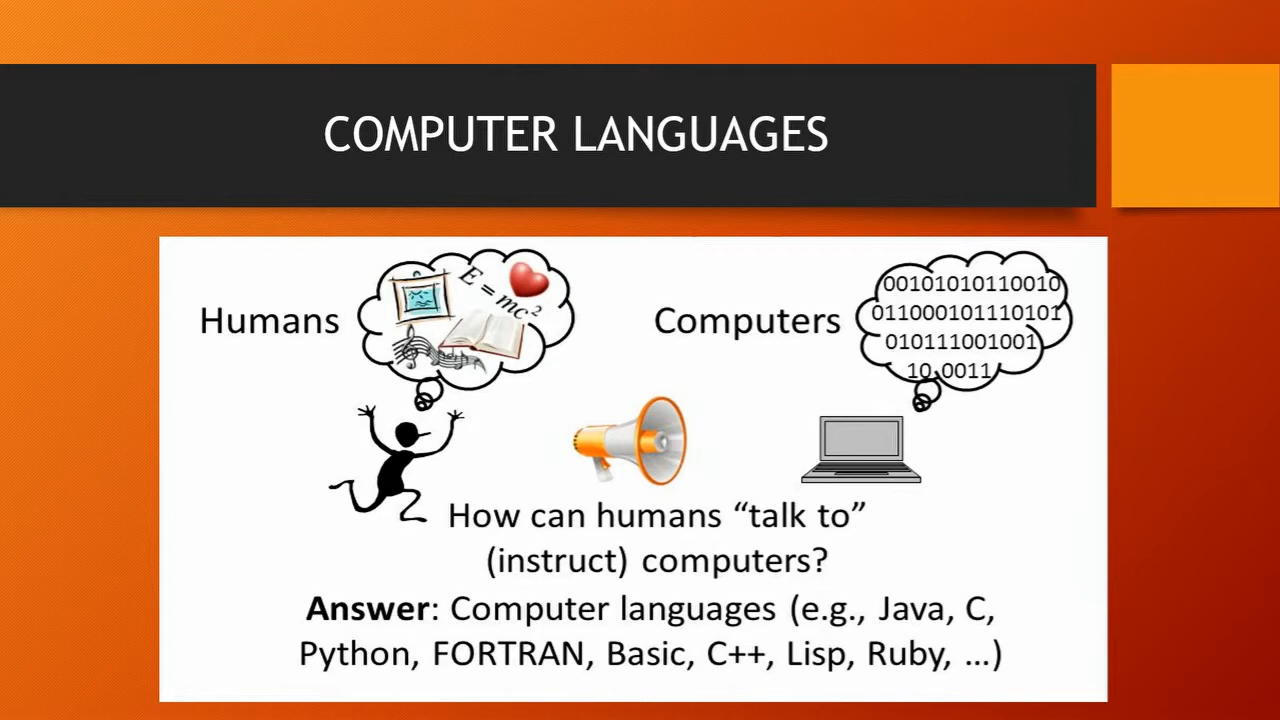 COMPUTER LANGUAGES
Humans
E = mc²
Computers
00101010110010
011000101110101
010111001001
10 0011
How can humans “talk to”
(instruct) computers?
Answer: Computer languages (e.g., Java, C,
Python, FORTRAN, Basic, C++, Lisp, Ruby, ...)